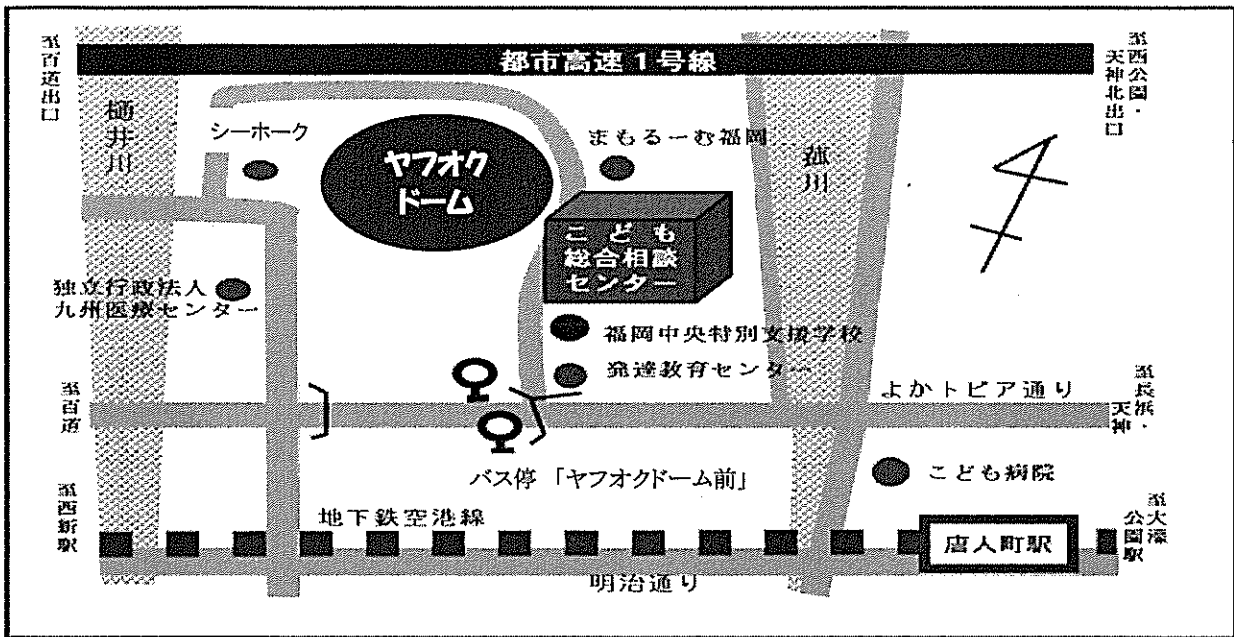 都市高速1号線
至百道出口
至西公園・
天神北出口
樋井川
シーホーク
ヤフオク
ドーム
まもるーむ福岡
菰川
こども
総合相談
センター
独立行政法人
九州医療センター
福岡中央特別支援学校
発達教育センター
至百道
よかトピア通り
至長浜・
天神
バス停 「ヤフオクドーム前」
こども病院
至西新駅
地下鉄空港線
唐人町駅
至大濠
公園駅
明治通り